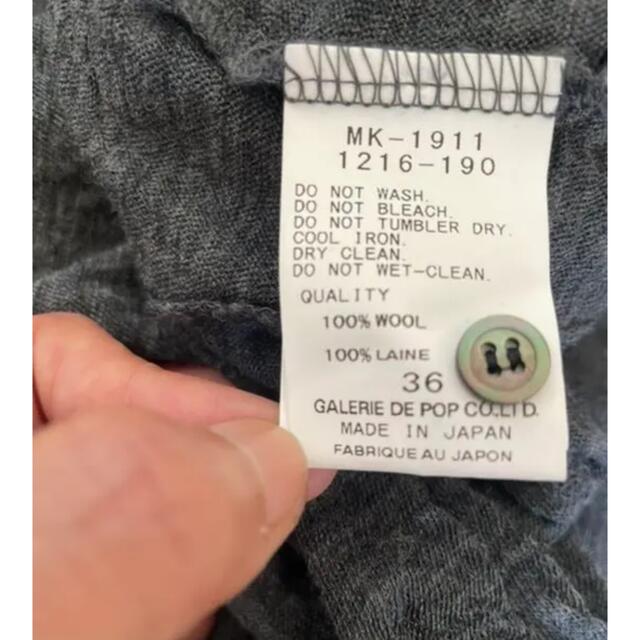 MK-1911
1216-190
DO NOT WASH.
DO NOT BLEACH.
DO NOT TUMBLER DRY.
COOL IRON.
DRY CLEAN.
DO NOT WET-CLEAN.
QUALITY
100% WOOL
100% LAINE
36
GALERIE DE POP CO.LTD.
MADE IN JAPAN
FABRIQUE AU JAPON